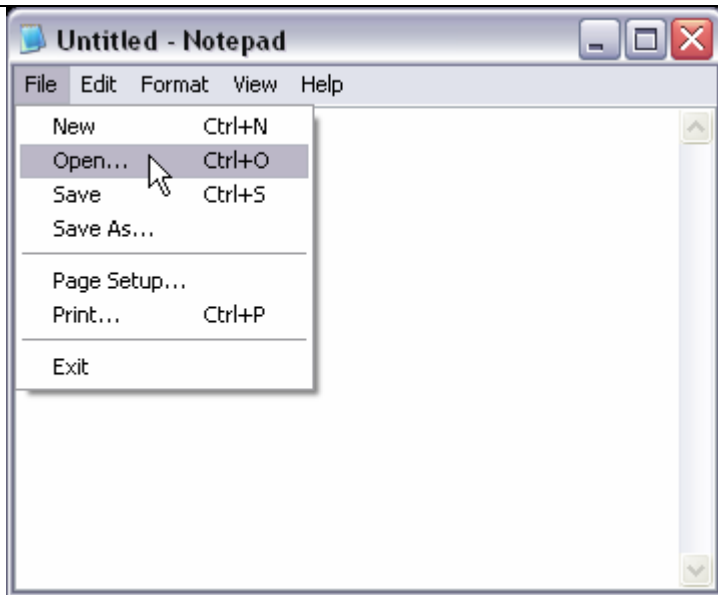 Untitled - Notepad
File Edit Format View Help
New Ctrl+N
Open... Ctrl+O
Save Ctrl+S
Save As...
Page Setup...
Print... Ctrl+P
Exit